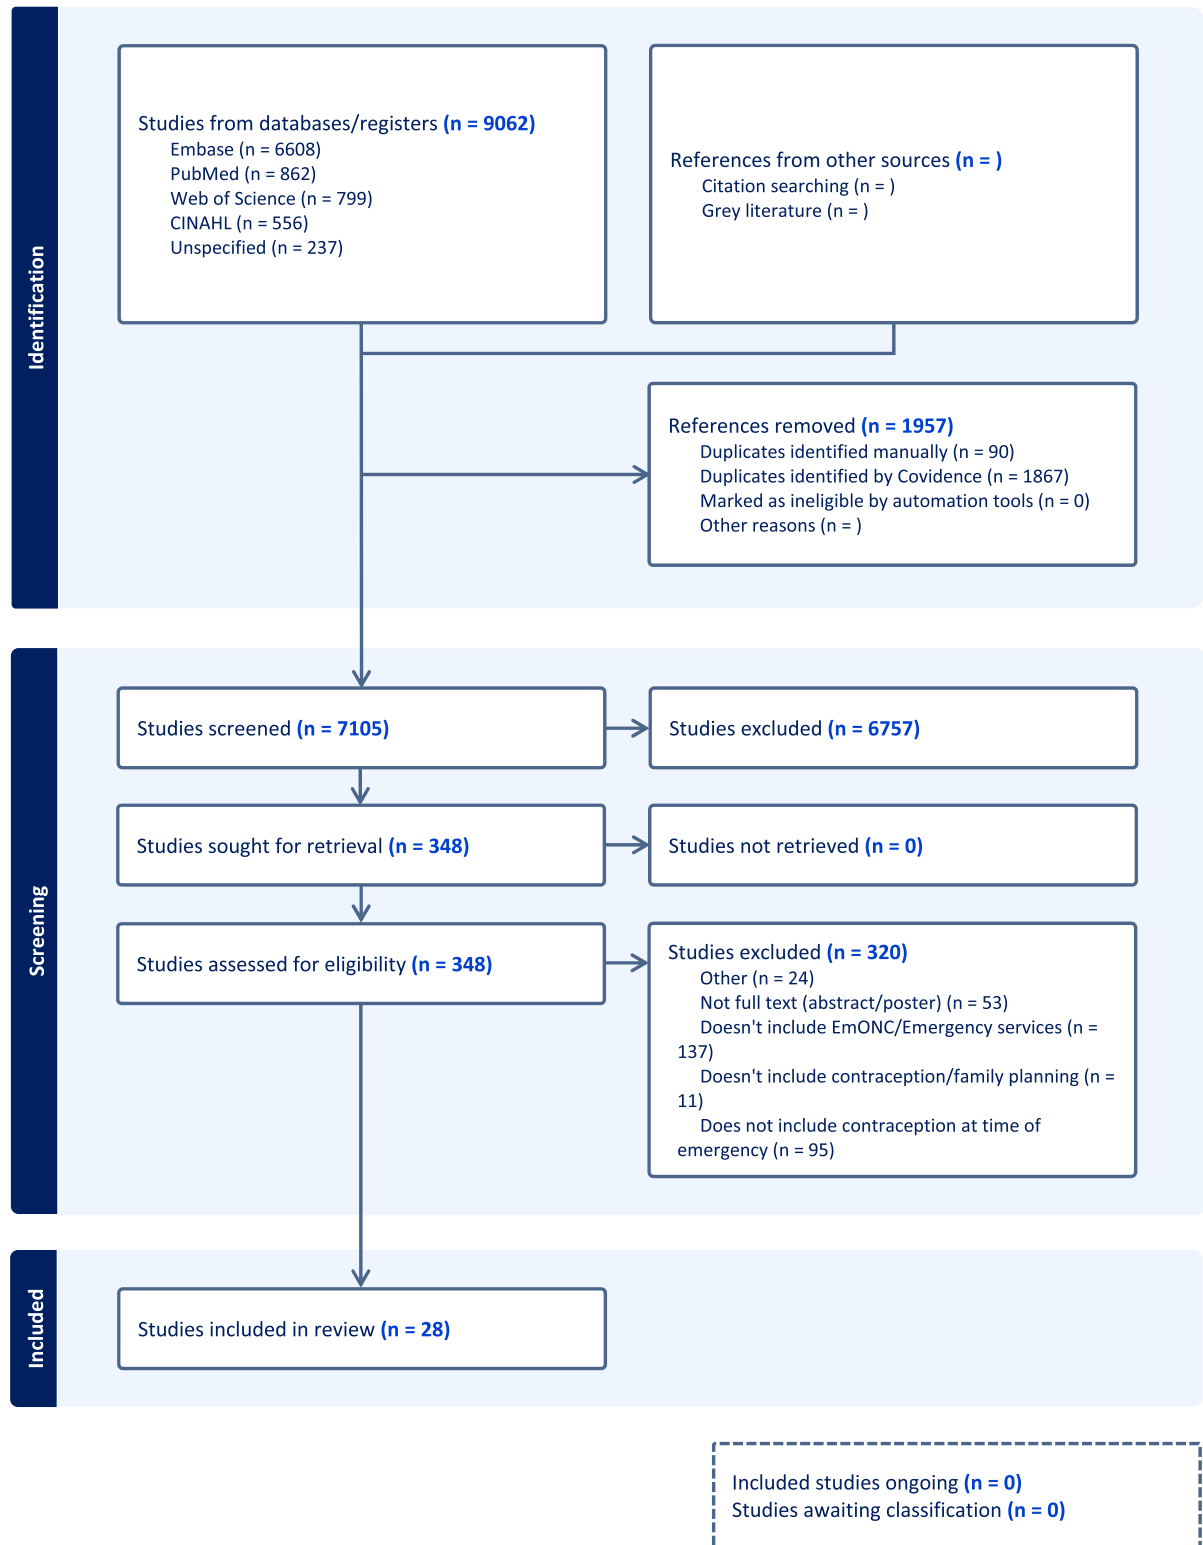 Identification
Studies from databases/registers (n = 9062)
Embase (n = 6608)
PubMed (n = 862)
Web of Science (n = 799)
CINAHL (n = 556)
Unspecified (n = 237)
References from other sources (n = )
Citation searching (n = )
Grey literature (n = )
References removed (n = 1957)
Duplicates identified manually (n = 90)
Duplicates identified by Covidence (n = 1867)
Marked as ineligible by automation tools (n = 0)
Other reasons (n = )
Screening
Studies screened (n = 7105)
Studies excluded (n = 6757)
Studies sought for retrieval (n = 348)
Studies not retrieved (n = 0)
Studies assessed for eligibility (n = 348)
Studies excluded (n = 320)
Other (n = 24)
Not full text (abstract/poster) (n = 53)
Doesn't include EmONC/Emergency services (n =
137)
Doesn't include contraception/family planning (n =
11)
Does not include contraception at time of
emergency (n = 95)
Included
Studies included in review (n = 28)
Included studies ongoing (n = 0)
Studies awaiting classification (n = 0)